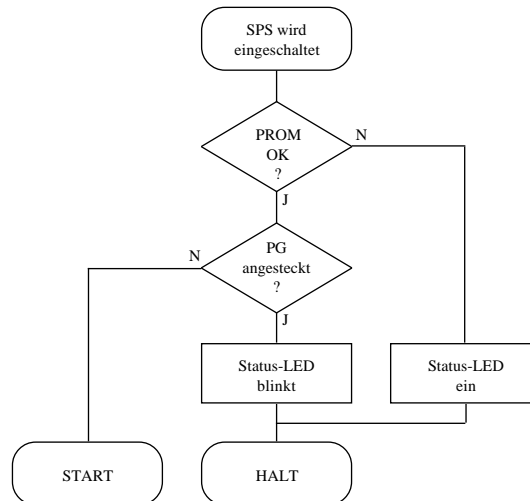 SPS wird
eingeschaltet
PROM
OK
?
N
J
N
PG
angesteckt
?
J
Status-LED
blinkt
Status-LED
ein
START
HALT